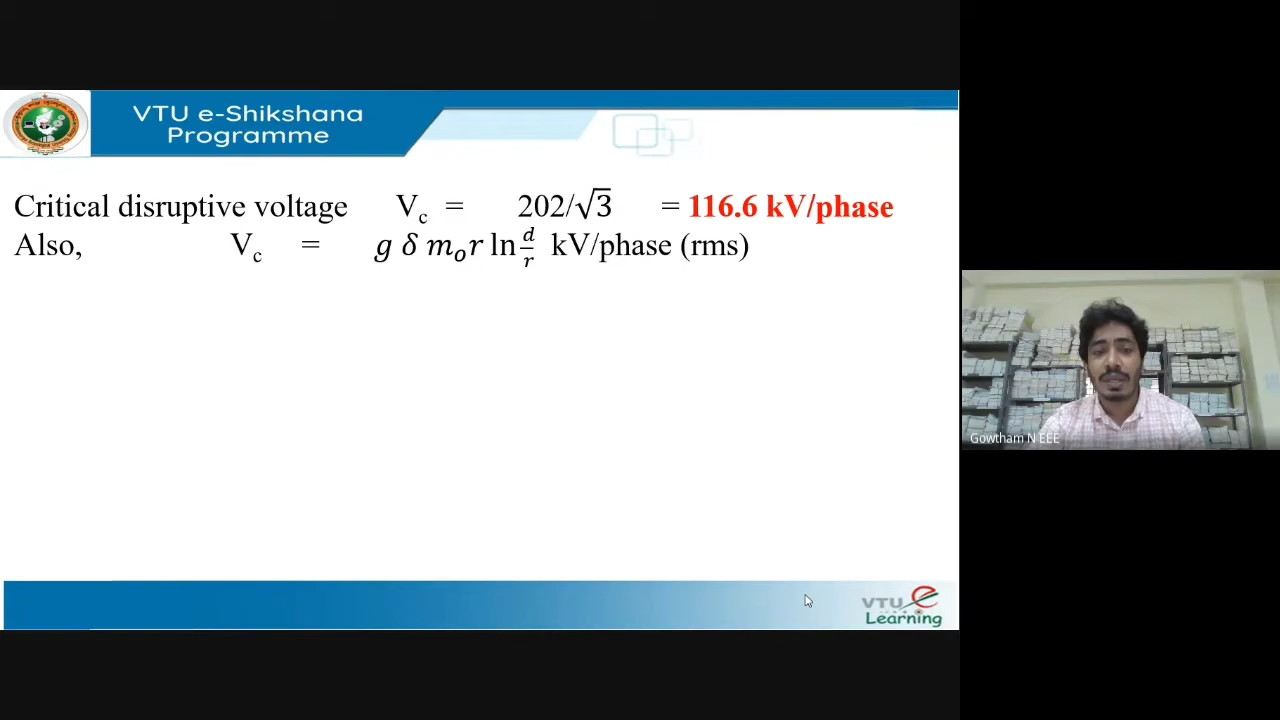 VTU e-Shikshana
Programme
Critical disruptive voltage V_c = 202/√3 = 116.6 kV/phase
Also, V_c = g δ m_o r ln d/r kV/phase (rms)
Gowtham N EEE
VTU e
Learning